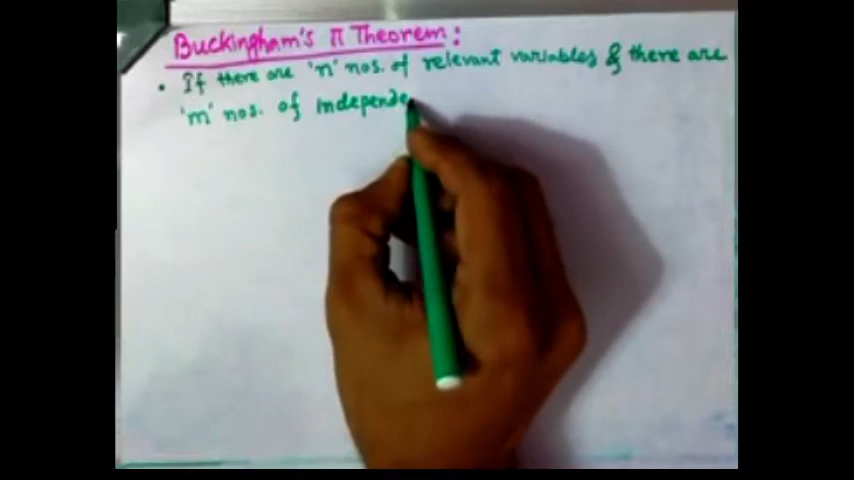 Buckingham's π Theorem :
• If there are 'n' nos. of relevant variables & there are
'm' nos. of independe